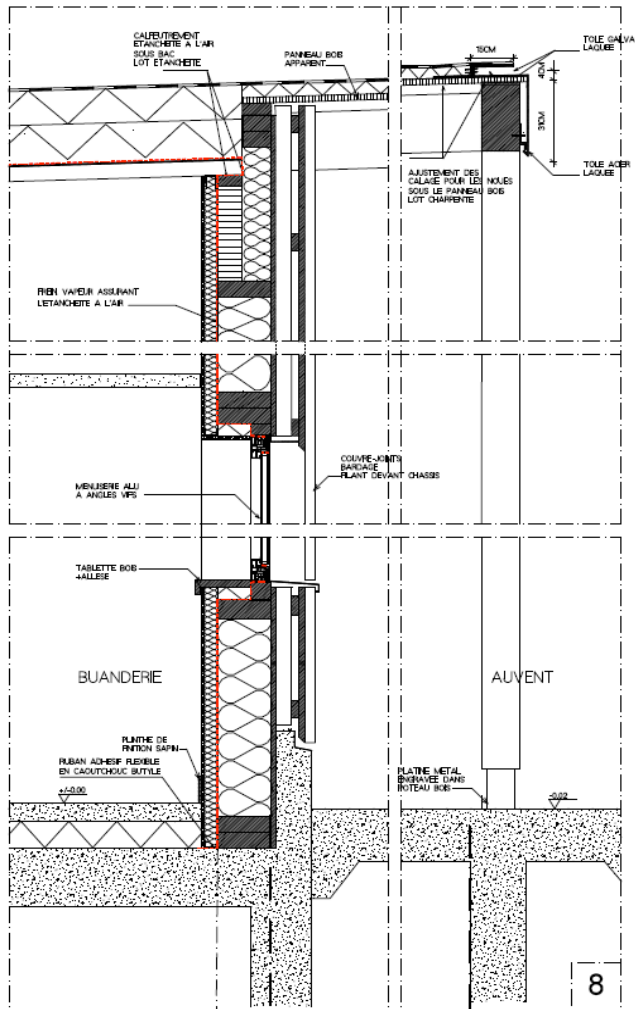 15CM
TOLE GALVA
LAQUEE
4CM
31CM
TOLE ACIER
LAQUEE
CALFEUTREMENT
ETANCHEITE A L'AIR
SOUS BAC
LOT ETANCHEITE
PANNEAU BOIS
APPARENT
AJUSTEMENT DES
CALAGE POUR LES NOUES
SOUS LE PANNEAU BOIS
LOT CHARPENTE
FREIN VAPEUR ASSURANT
L'ETANCHEITE A L'AIR
COUVRE-JOINTS
BARDAGE
FILANT DEVANT CHASSIS
MENUISERIE ALU
A ANGLES VIFS
TABLETTE BOIS
+ALLESE
BUANDERIE
AUVENT
PLINTHE DE
FINITION SAPIN
RUBAN ADHESIF FLEXIBLE
EN CAOUTCHOUC BUTYLE
+/-0.00
PLATINE METAL
ENGRAVEE DANS
POTEAU BOIS
-0.02
8